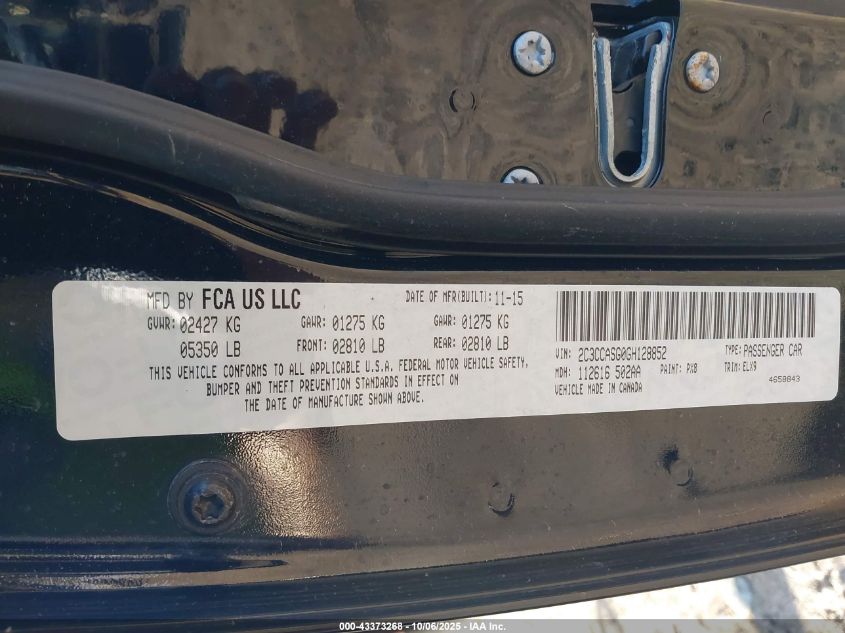 MFD BY FCA US LLC DATE OF MFR(BUILT): 11-15
GVWR: 02427 KG GAWR: 01275 KG GAWR: 01275 KG
05350 LB FRONT: 02810 LB REAR: 02810 LB
THIS VEHICLE CONFORMS TO ALL APPLICABLE U.S.A. FEDERAL MOTOR VEHICLE SAFETY,
BUMPER AND THEFT PREVENTION STANDARDS IN EFFECT ON
THE DATE OF MANUFACTURE SHOWN ABOVE.
VIN: 2C3CCASG0GH128852 TYPE: PASSENGER CAR
MDH: 112616 502AA PAINT: PX8 TRIM: ELX9
VEHICLE MADE IN CANADA 4659843
000-43373268 - 10/06/2025 - IAA Inc.